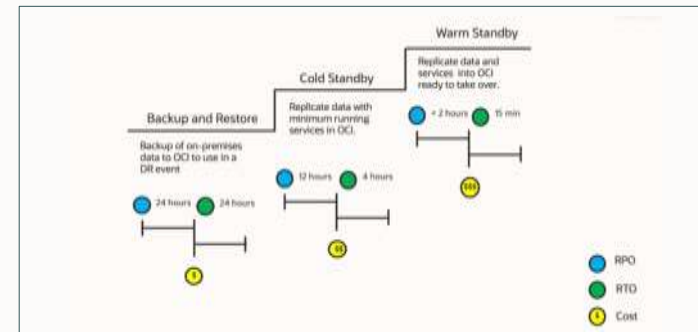 Warm Standby
Replicate data and
services into OCI
ready to take over.
< 2 hours
15 min
$$$
Cold Standby
Replicate data with
minimum running
services in OCI.
12 hours
4 hours
$$
Backup and Restore
Backup of on-premises
data to OCI to use in a
DR event
24 hours
24 hours
$
RPO
RTO
$ Cost